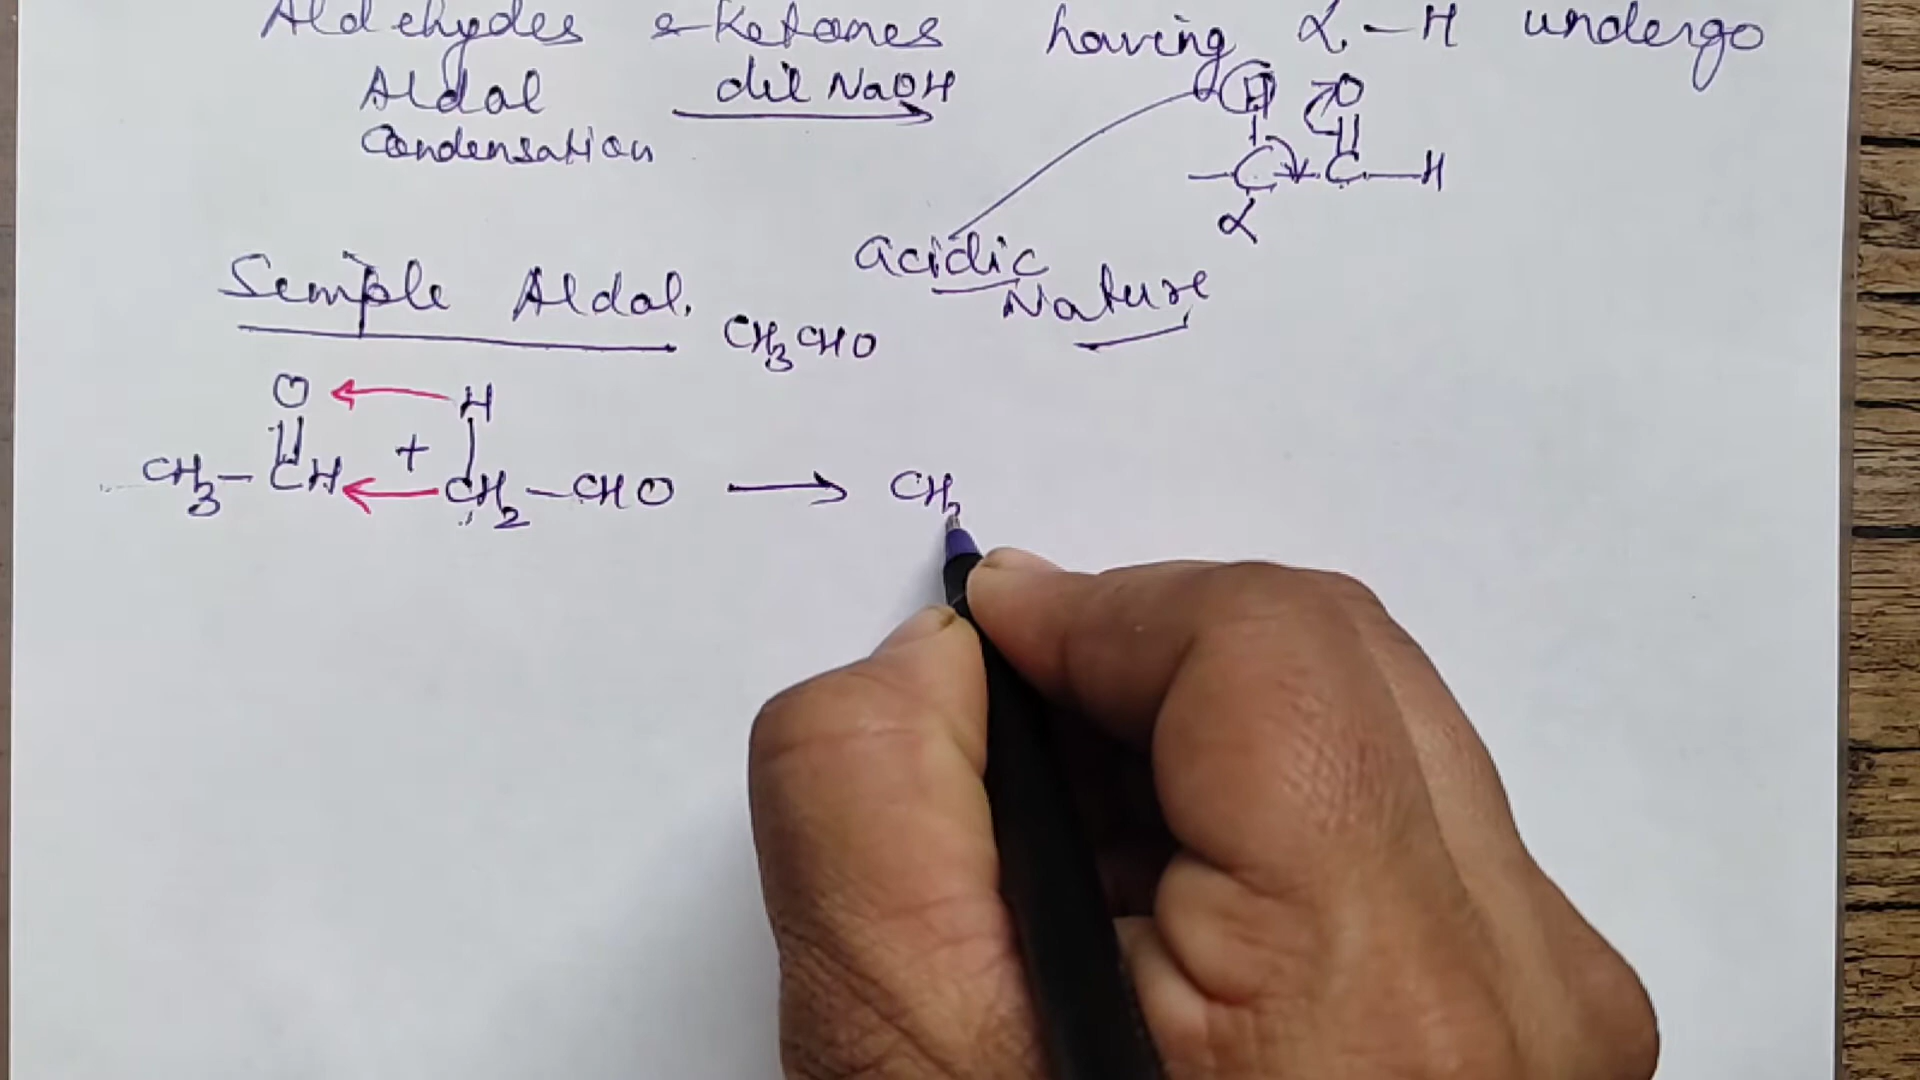 Aldehydes & Ketones having α-H undergo
Aldol dil NaOH
Condensation
H O
— C — C — H
α
acidic
Nature
Simple Aldol.
CH3CHO
O H
CH3 — CH + CH2 — CHO → CH3